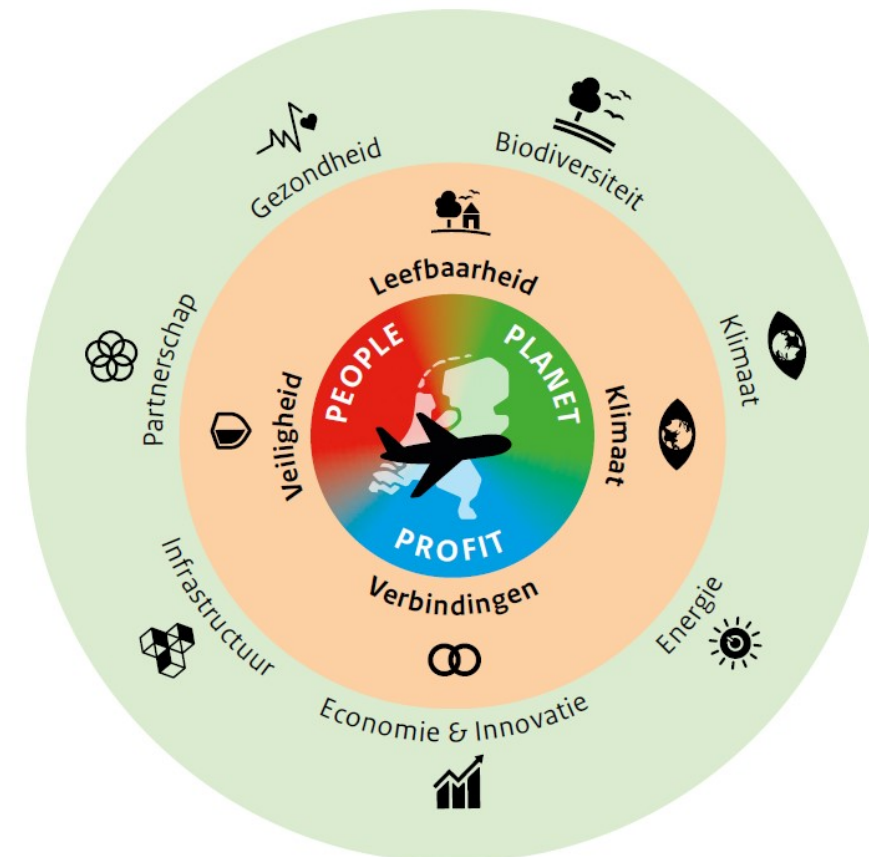 Gezondheid
Biodiversiteit
Klimaat
Energie
Economie & Innovatie
Infrastructuur
Partnerschap
Leefbaarheid
Klimaat
Verbindingen
Veiligheid
PEOPLE
PLANET
PROFIT